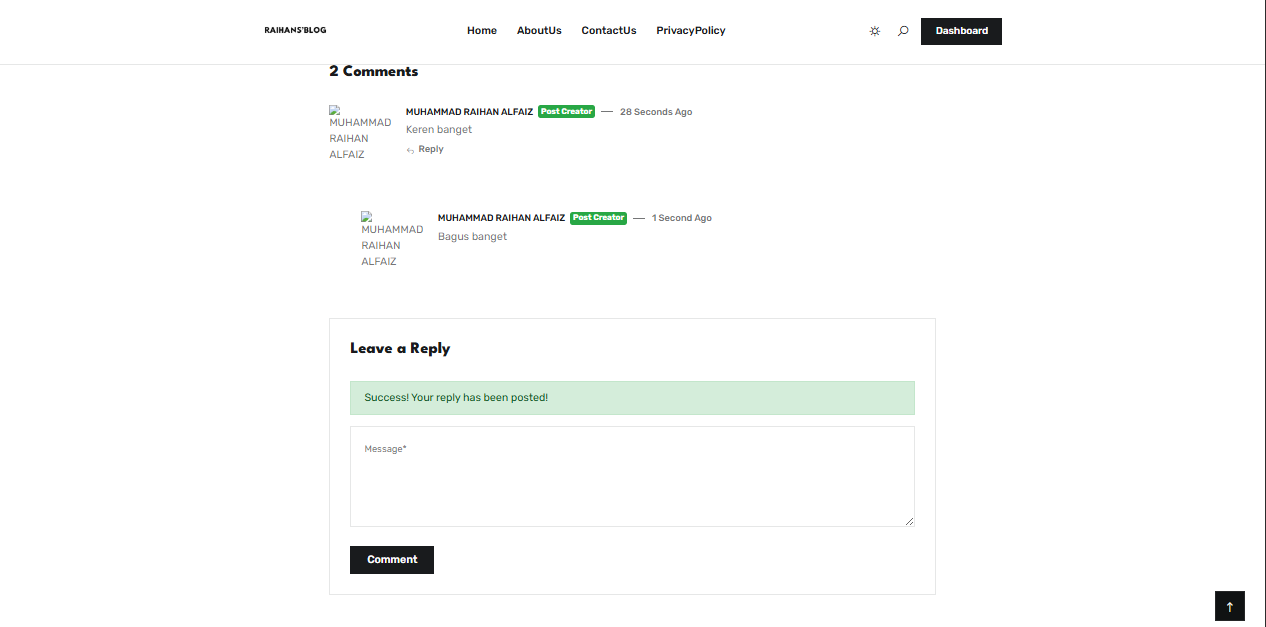 RAIHANS'BLOG Home AboutUs ContactUs PrivacyPolicy Dashboard
2 Comments
MUHAMMAD RAIHAN ALFAIZ
MUHAMMAD RAIHAN ALFAIZ Post Creator — 28 Seconds Ago
Keren banget
Reply
MUHAMMAD RAIHAN ALFAIZ
MUHAMMAD RAIHAN ALFAIZ Post Creator — 1 Second Ago
Bagus banget
Leave a Reply
Success! Your reply has been posted!
Message*
Comment